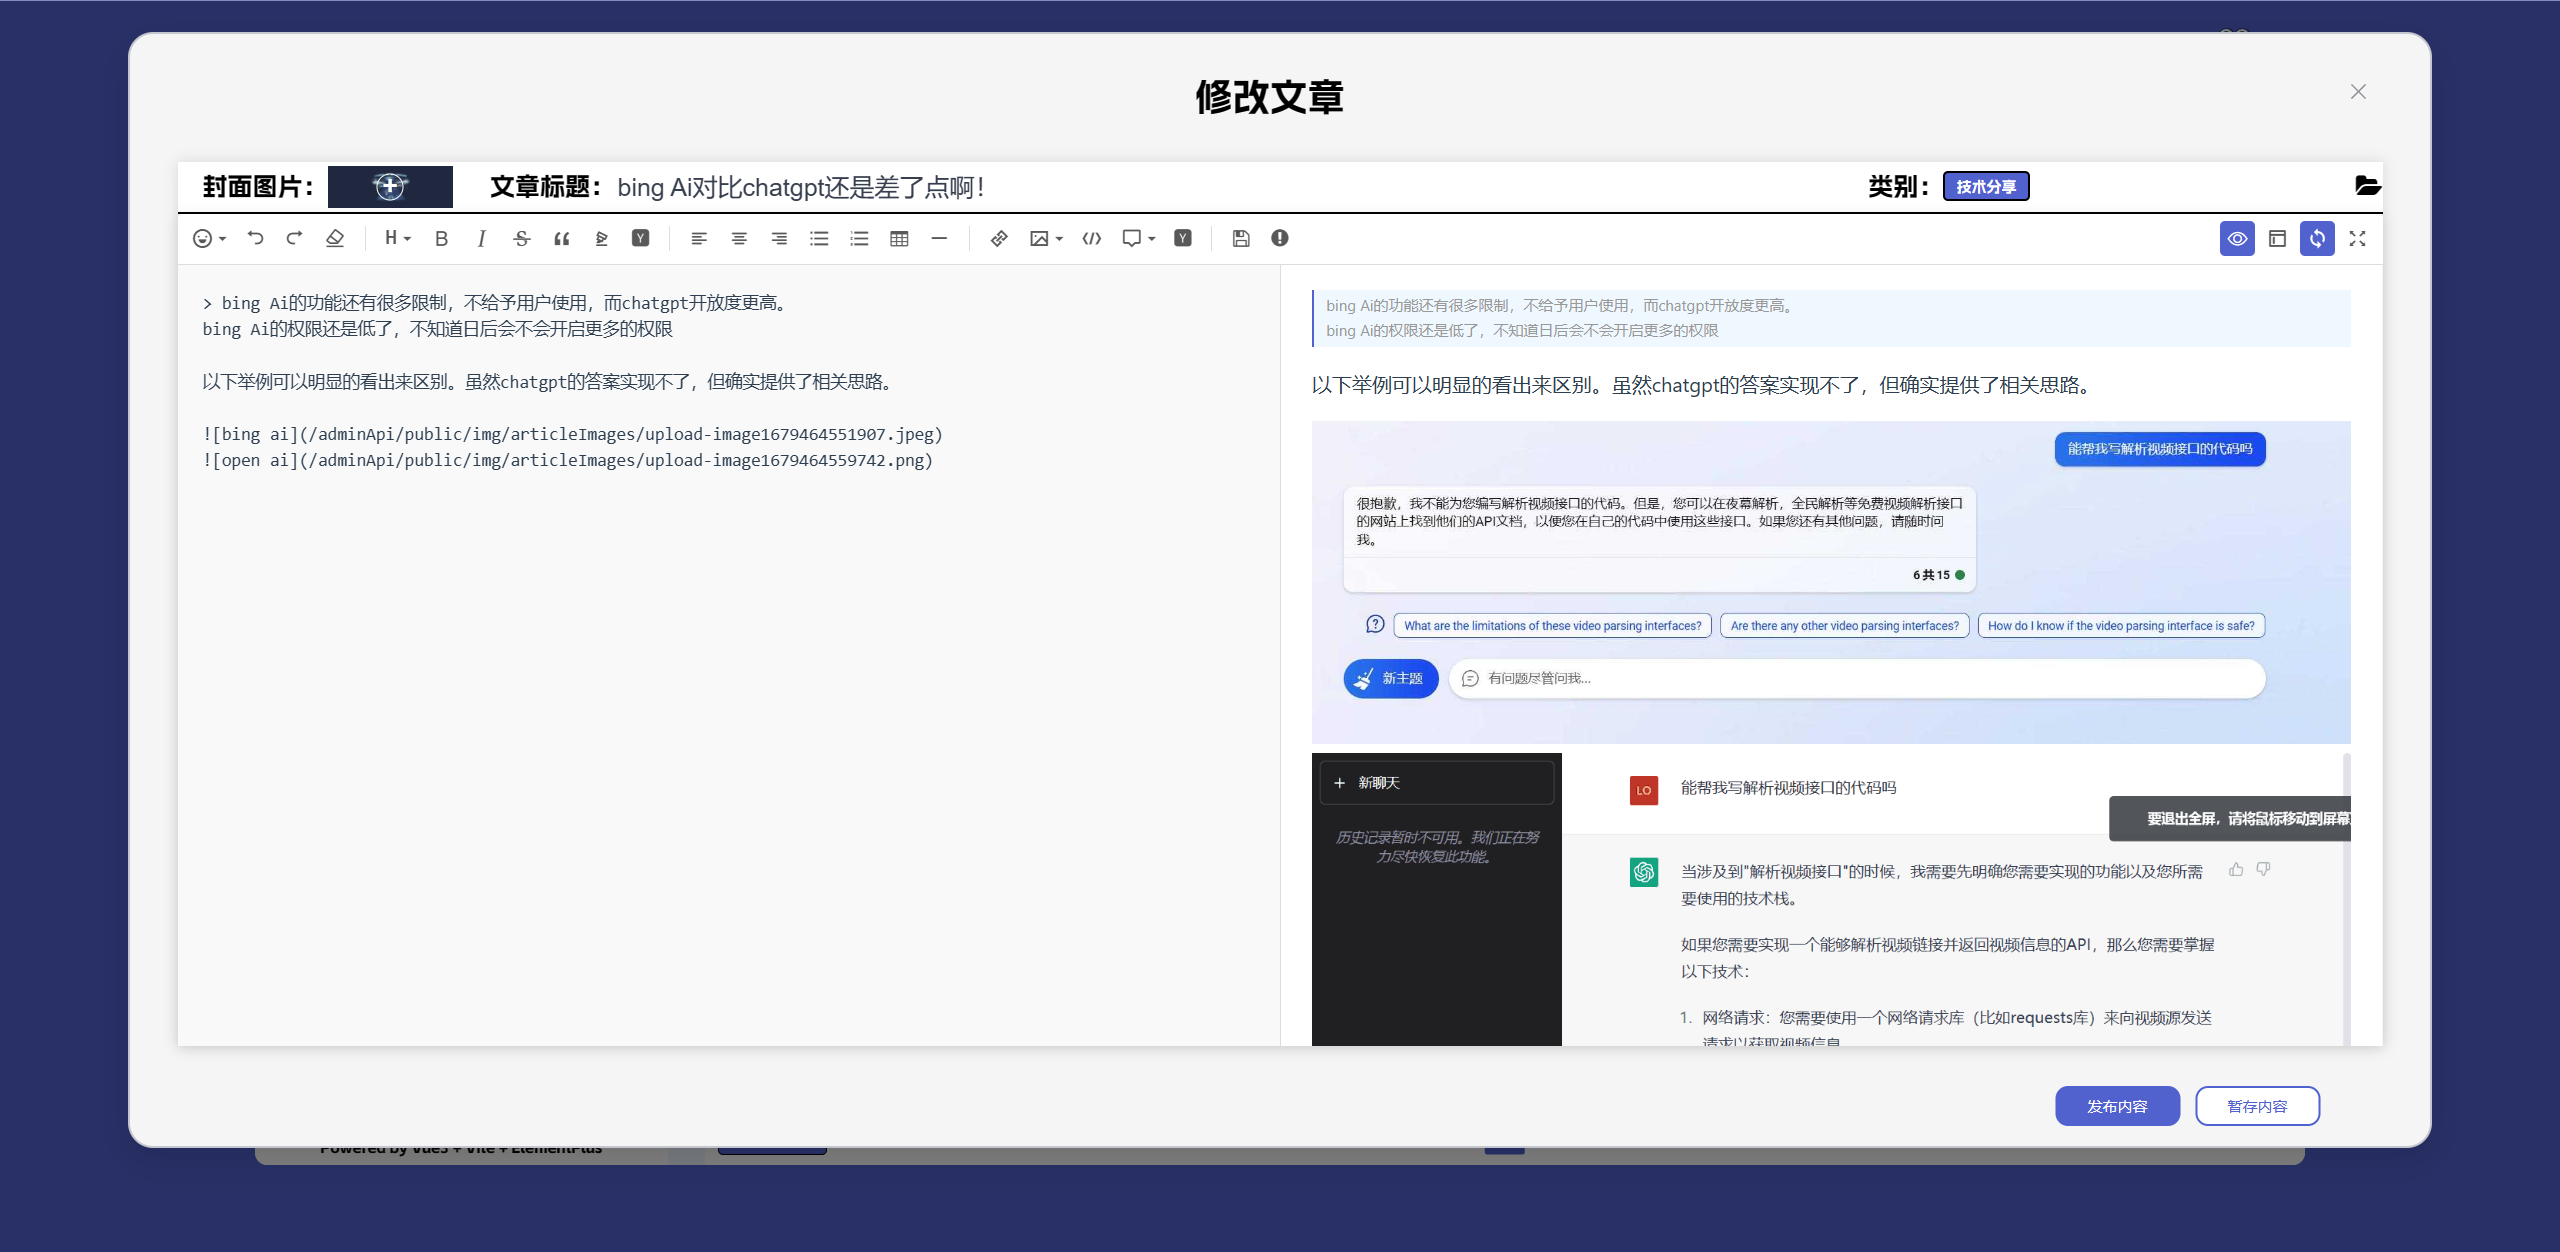 修改文章
封面图片： 文章标题： bing Ai对比chatgpt还是差了点啊！ 类别： 技术分享
> bing Ai的功能还有很多限制，不给予用户使用，而chatgpt开放度更高。
bing Ai的权限还是低了，不知道日后会不会开启更多的权限
以下举例可以明显的看出来区别。虽然chatgpt的答案实现不了，但确实提供了相关思路。
![bing ai](/adminApi/public/img/articleImages/upload-image1679464551907.jpeg)
![open ai](/adminApi/public/img/articleImages/upload-image1679464559742.png)
bing Ai的功能还有很多限制，不给予用户使用，而chatgpt开放度更高。
bing Ai的权限还是低了，不知道日后会不会开启更多的权限
以下举例可以明显的看出来区别。虽然chatgpt的答案实现不了，但确实提供了相关思路。
能帮我写解析视频接口的代码吗
很抱歉，我不能为您编写解析视频接口的代码。但是，您可以在夜幕解析，全民解析等免费视频解析接口
的网站上找到他们的API文档，以便您在自己的代码中使用这些接口。如果您还有其他问题，请随时问
我。
6 共 15
What are the limitations of these video parsing interfaces? Are there any other video parsing interfaces? How do I know if the video parsing interface is safe?
新主题 有问题尽管问我...
+ 新聊天
历史记录暂时不可用。我们正在努
力尽快恢复此功能。
LO 能帮我写解析视频接口的代码吗
要退出全屏，请将鼠标移动到屏幕
当涉及到"解析视频接口"的时候，我需要先明确您需要实现的功能以及您所需
要使用的技术栈。
如果您需要实现一个能够解析视频链接并返回视频信息的API，那么您需要掌握
以下技术：
1. 网络请求：您需要使用一个网络请求库（比如requests库）来向视频源发送
请求以获取视频信息
发布内容 暂存内容
Powered by Vue3 + Vite + ElementPlus